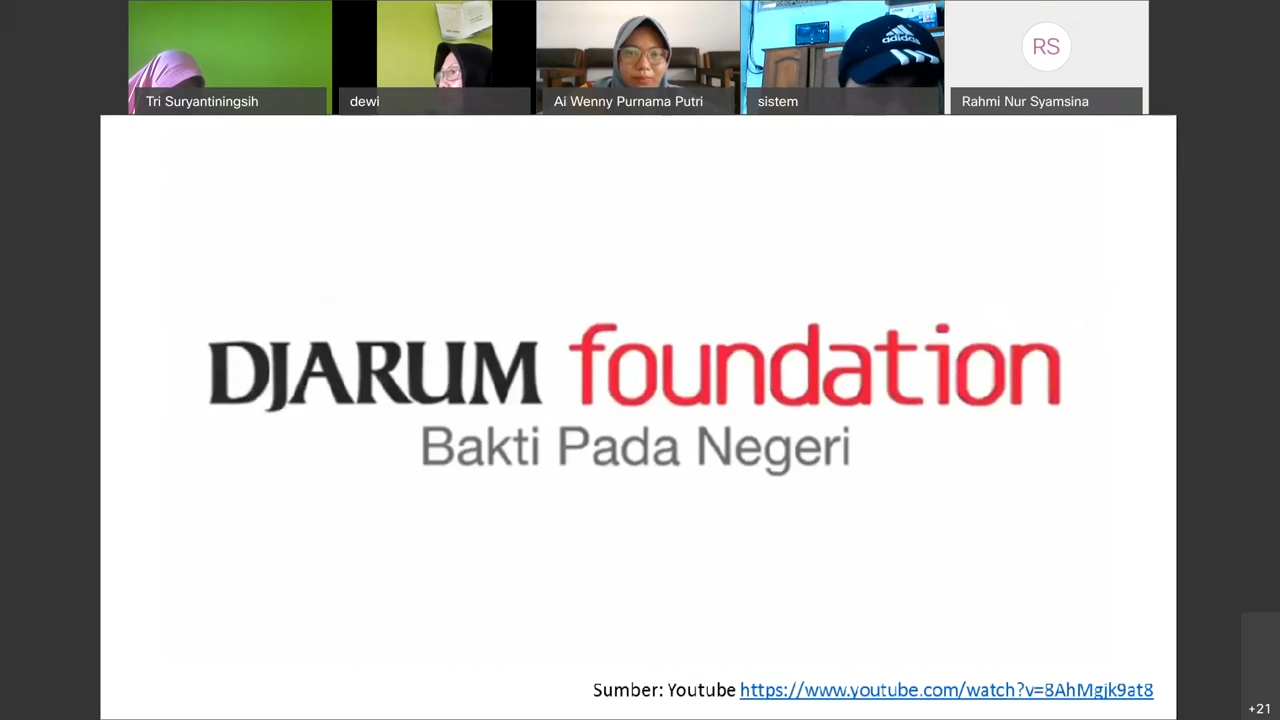 Tri Suryantiningsih
dewi
Ai Wenny Purnama Putri
sistem
Rahmi Nur Syamsina
RS
adidas
DJARUM foundation
Bakti Pada Negeri
Sumber: Youtube https://www.youtube.com/watch?v=8AhMgjk9at8
+21